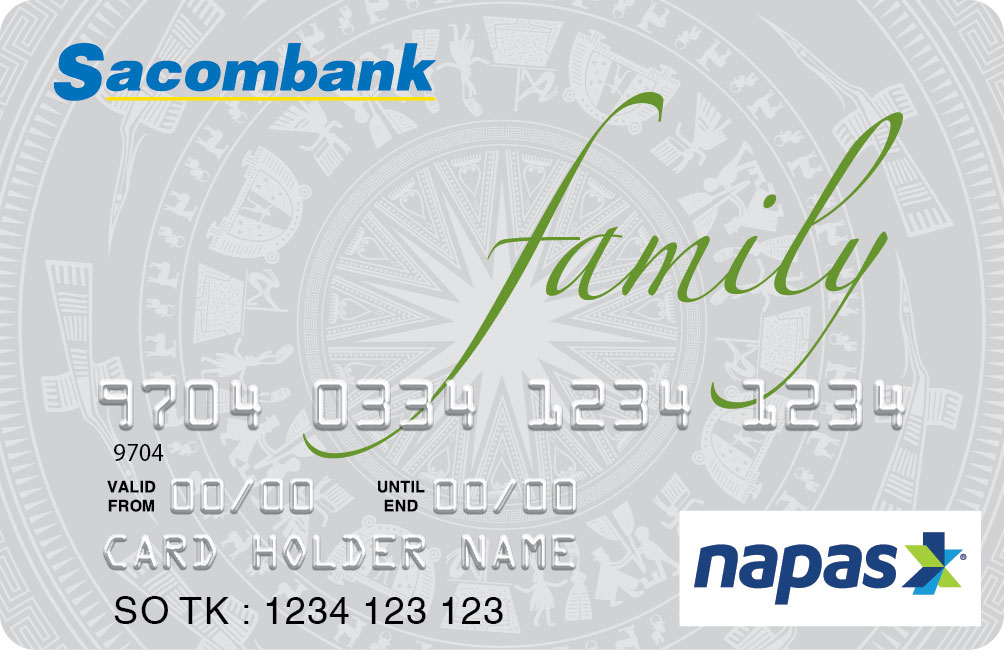 Sacombank
family
9704 0334 1234 1234
9704
VALID FROM 00/00 UNTIL END 00/00
CARD HOLDER NAME
SO TK : 1234 123 123
napas®